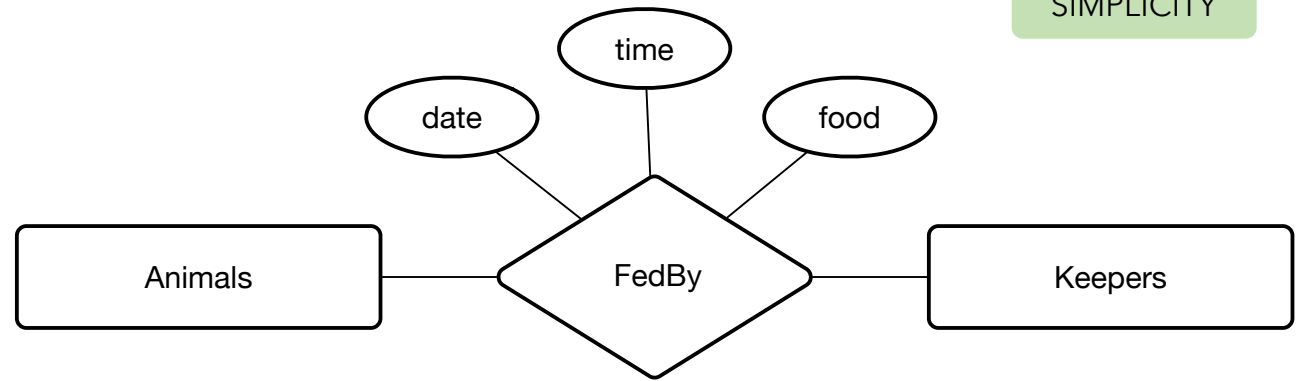 SIMPLICITY
time
date
food
Animals
FedBy
Keepers